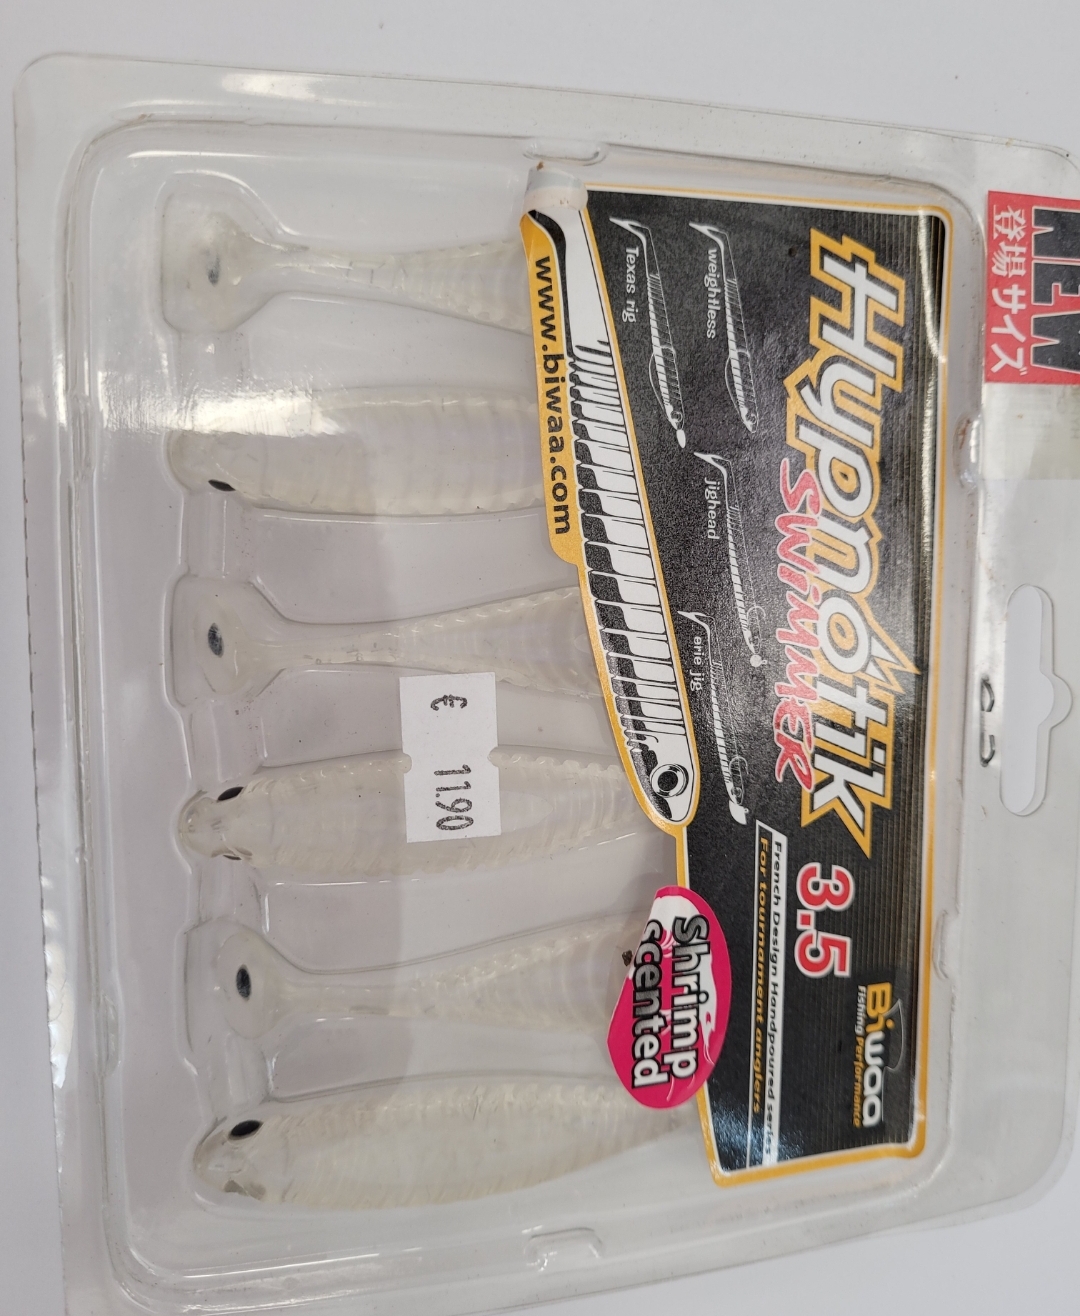 NEW
登場サイズ
Hypnotik
SWiMMER
3.5
Biwaa
Fishing Performance
weightless
Texas rig
jighead
erie jig
French Design Handpoured series
For tournament anglers
www.biwaa.com
Shrimp
scented
€ 11.90